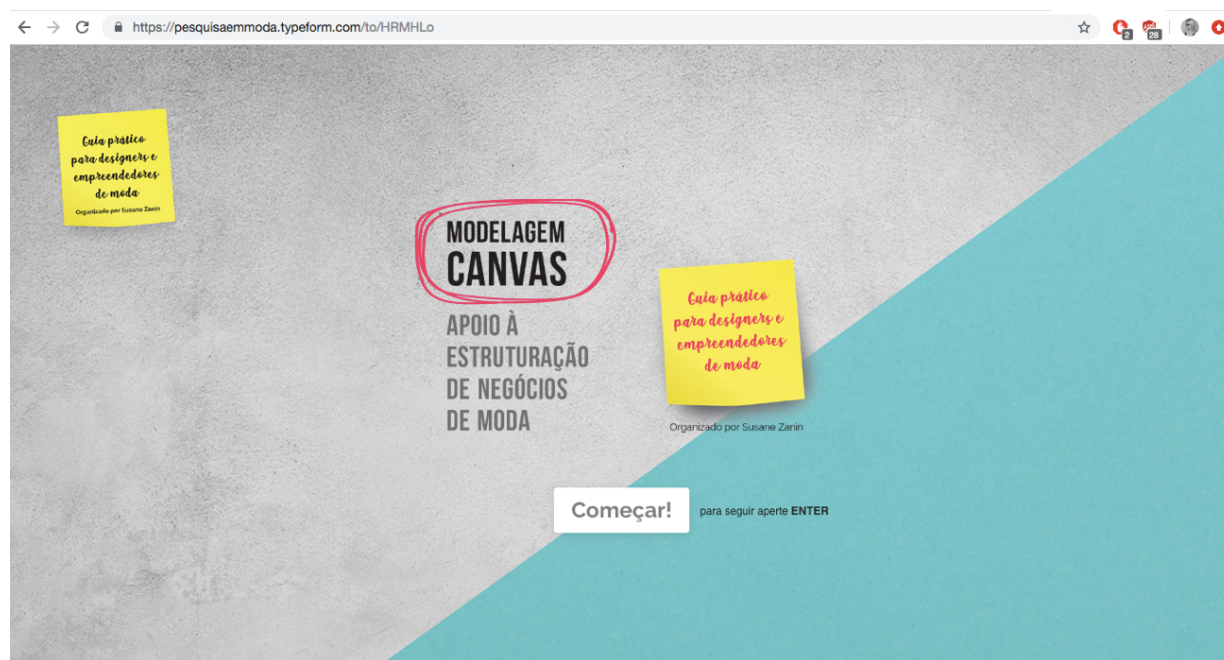 https://pesquisaemmoda.typeform.com/to/HRMHLo
2
28
Guia prático
para designers e
empreendedores
de moda
Organizado por Susane Zanin
MODELAGEM
CANVAS
APOIO À
ESTRUTURAÇÃO
DE NEGÓCIOS
DE MODA
Guia prático
para designers e
empreendedores
de moda
Organizado por Susane Zanin
Começar!
para seguir aperte ENTER